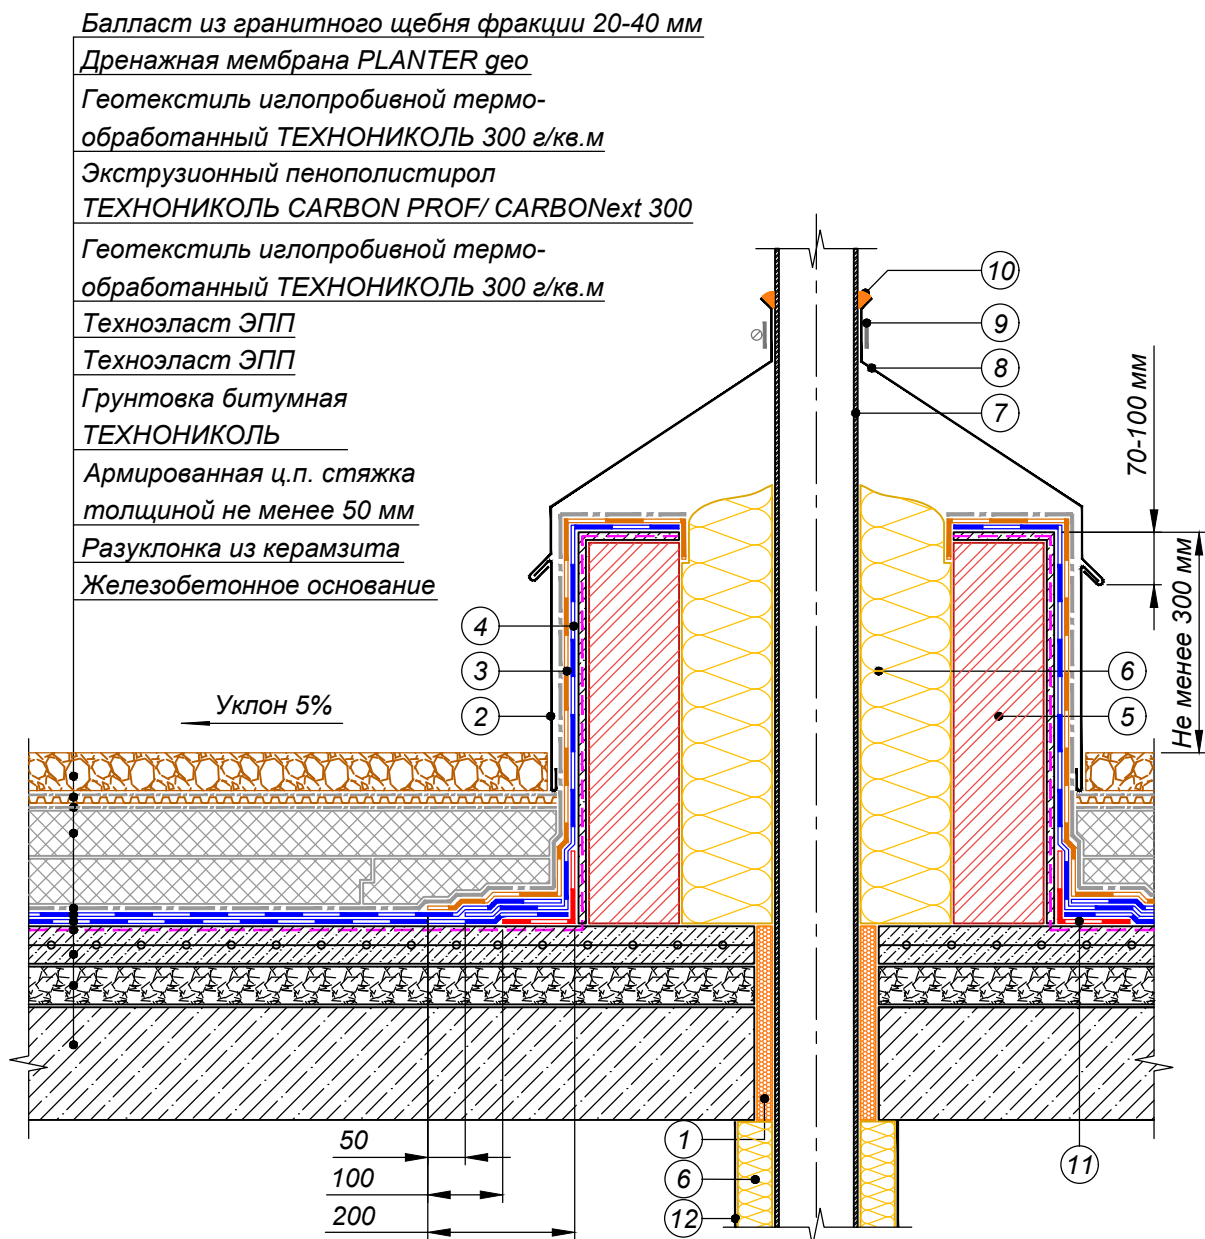 Балласт из гранитного щебня фракции 20-40 мм
Дренажная мембрана PLANTER geo
Геотекстиль иглопробивной термо-
обработанный ТЕХНОНИКОЛЬ 300 г/кв.м
Экструзионный пенополистирол
ТЕХНОНИКОЛЬ CARBON PROF/ CARBONext 300
Геотекстиль иглопробивной термо-
обработанный ТЕХНОНИКОЛЬ 300 г/кв.м
Техноэласт ЭПП
Техноэласт ЭПП
Грунтовка битумная
ТЕХНОНИКОЛЬ
Армированная ц.п. стяжка
толщиной не менее 50 мм
Разуклонка из керамзита
Железобетонное основание
10
9
8
7
70-100 мм
Не менее 300 мм
4
3
2
6
5
Уклон 5%
50
100
200
1
6
12
11